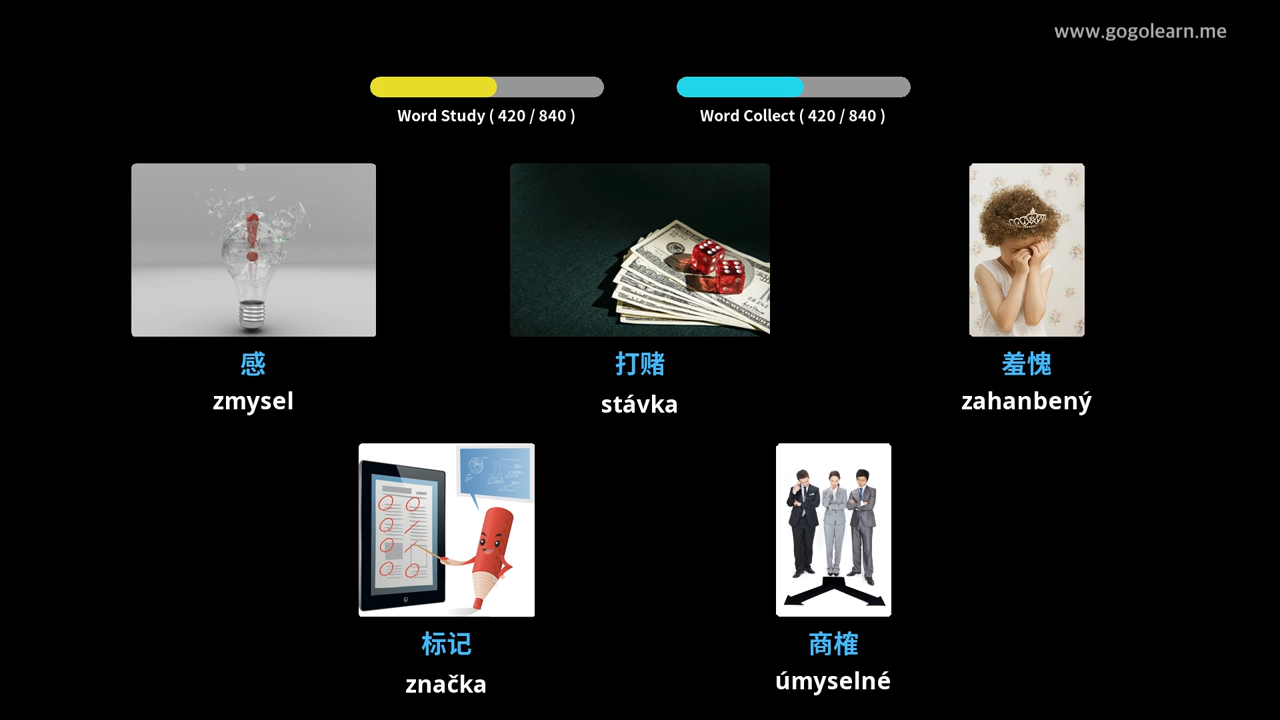 www.gogolearn.me
Word Study ( 420 / 840 )
Word Collect ( 420 / 840 )
感
zmysel
打赌
stávka
羞愧
zahanbený
标记
značka
商榷
úmyselné